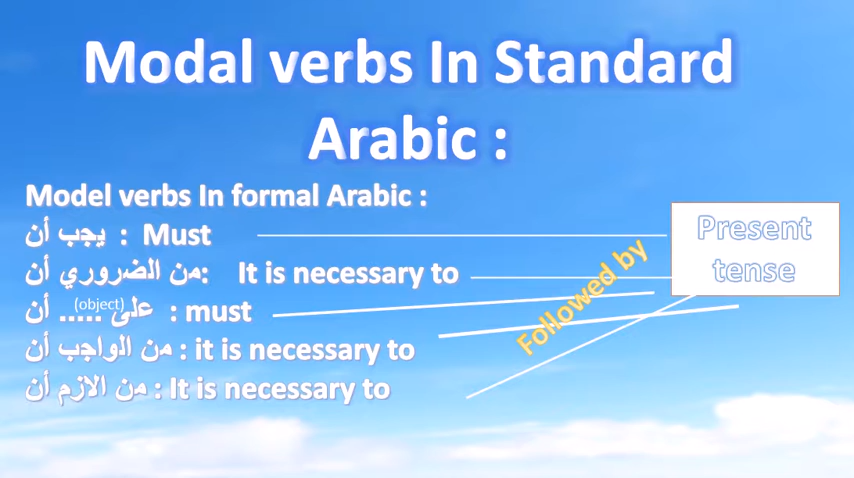 Modal verbs In Standard
Arabic :
Model verbs In formal Arabic :
يجب أن : Must
من الضروري أن: It is necessary to
على (object)..... أن : must
من الواجب أن : it is necessary to
من الازم أن : It is necessary to
Followed by
Present
tense